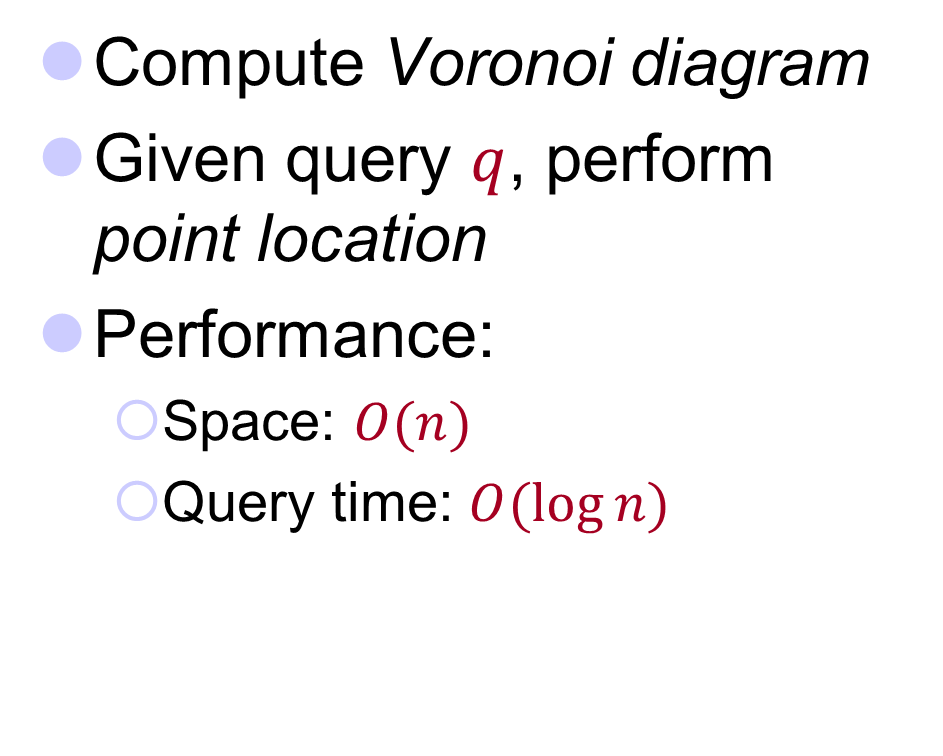 Compute Voronoi diagram
Given query q, perform
point location
Performance:
Space: O(n)
Query time: O(log n)